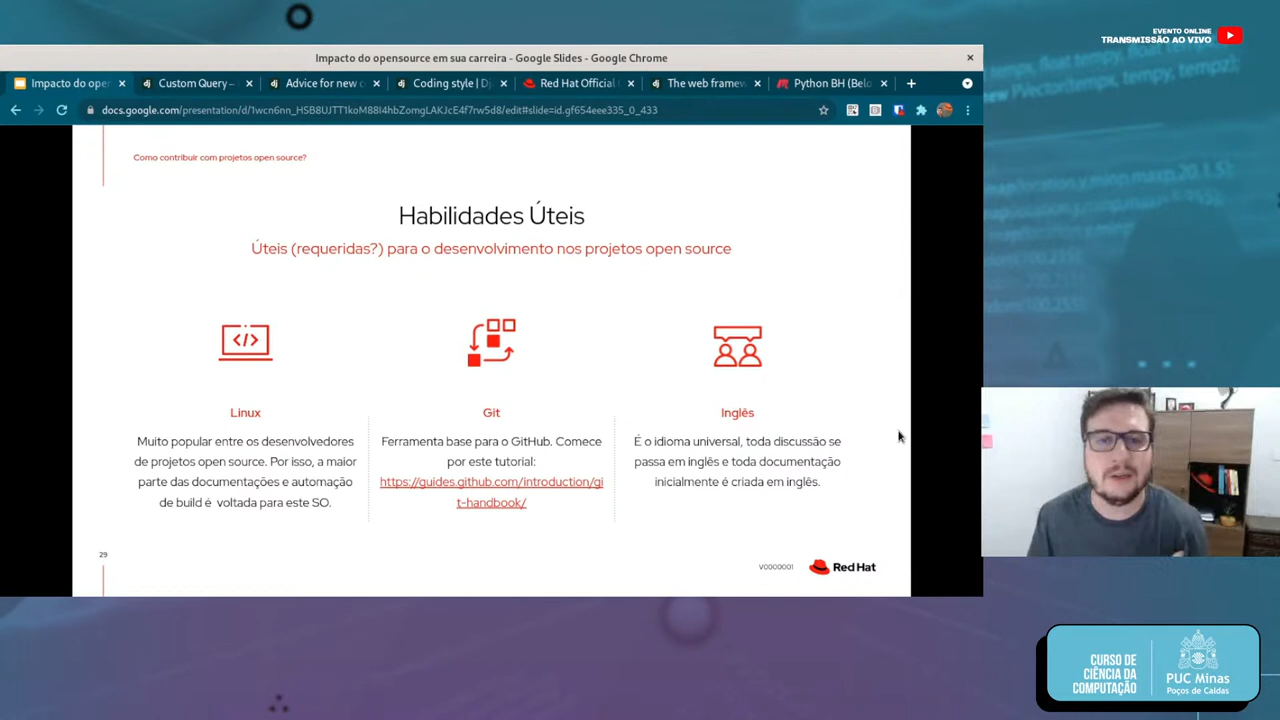 EVENTO ONLINE
TRANSMISSÃO AO VIVO
Impacto do opensource em sua carreira - Google Slides - Google Chrome
Impacto do oper
Custom Query –
Advice for new c
Coding style | Dj
Red Hat Official
The web framew
Python BH (Belo
docs.google.com/presentation/d/1wcn6nn_HSB8UJTT1koM88I4hbZomgLAKJcE4f7rw5d8/edit#slide=id.gf654eee335_0_433
Como contribuir com projetos open source?
Habilidades Úteis
Úteis (requeridas?) para o desenvolvimento nos projetos open source
Linux
Muito popular entre os desenvolvedores
de projetos open source. Por isso, a maior
parte das documentações e automação
de build é voltada para este SO.
Git
Ferramenta base para o GitHub. Comece
por este tutorial:
https://guides.github.com/introduction/gi
t-handbook/
Inglês
É o idioma universal, toda discussão se
passa em inglês e toda documentação
inicialmente é criada em inglês.
29
V0000001
Red Hat
CURSO DE
CIÊNCIA DA
COMPUTAÇÃO
PUC Minas
Poços de Caldas